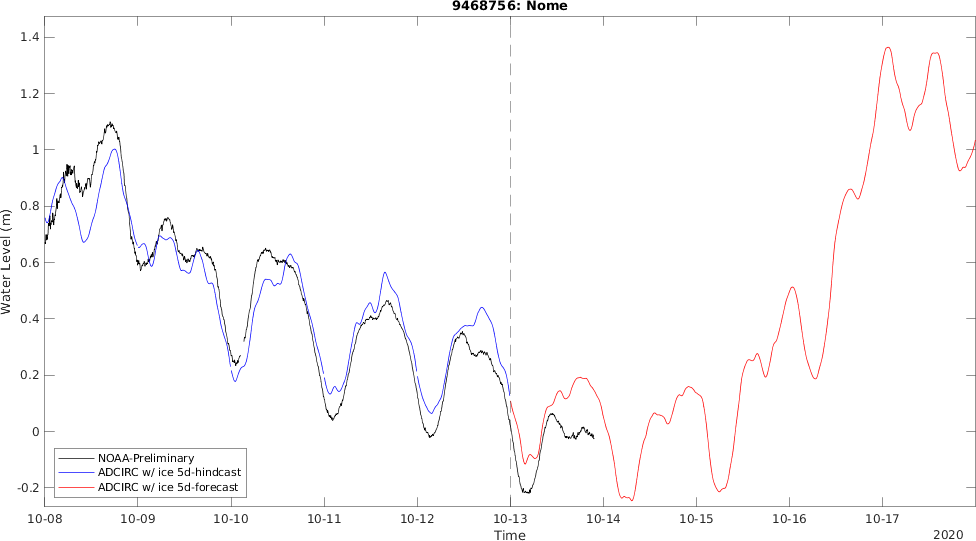 9468756: Nome
1.4
1.2
1
0.8
0.6
0.4
0.2
0
-0.2
Water Level (m)
NOAA-Preliminary
ADCIRC w/ ice 5d-hindcast
ADCIRC w/ ice 5d-forecast
10-08 10-09 10-10 10-11 10-12 10-13 10-14 10-15 10-16 10-17
Time
2020